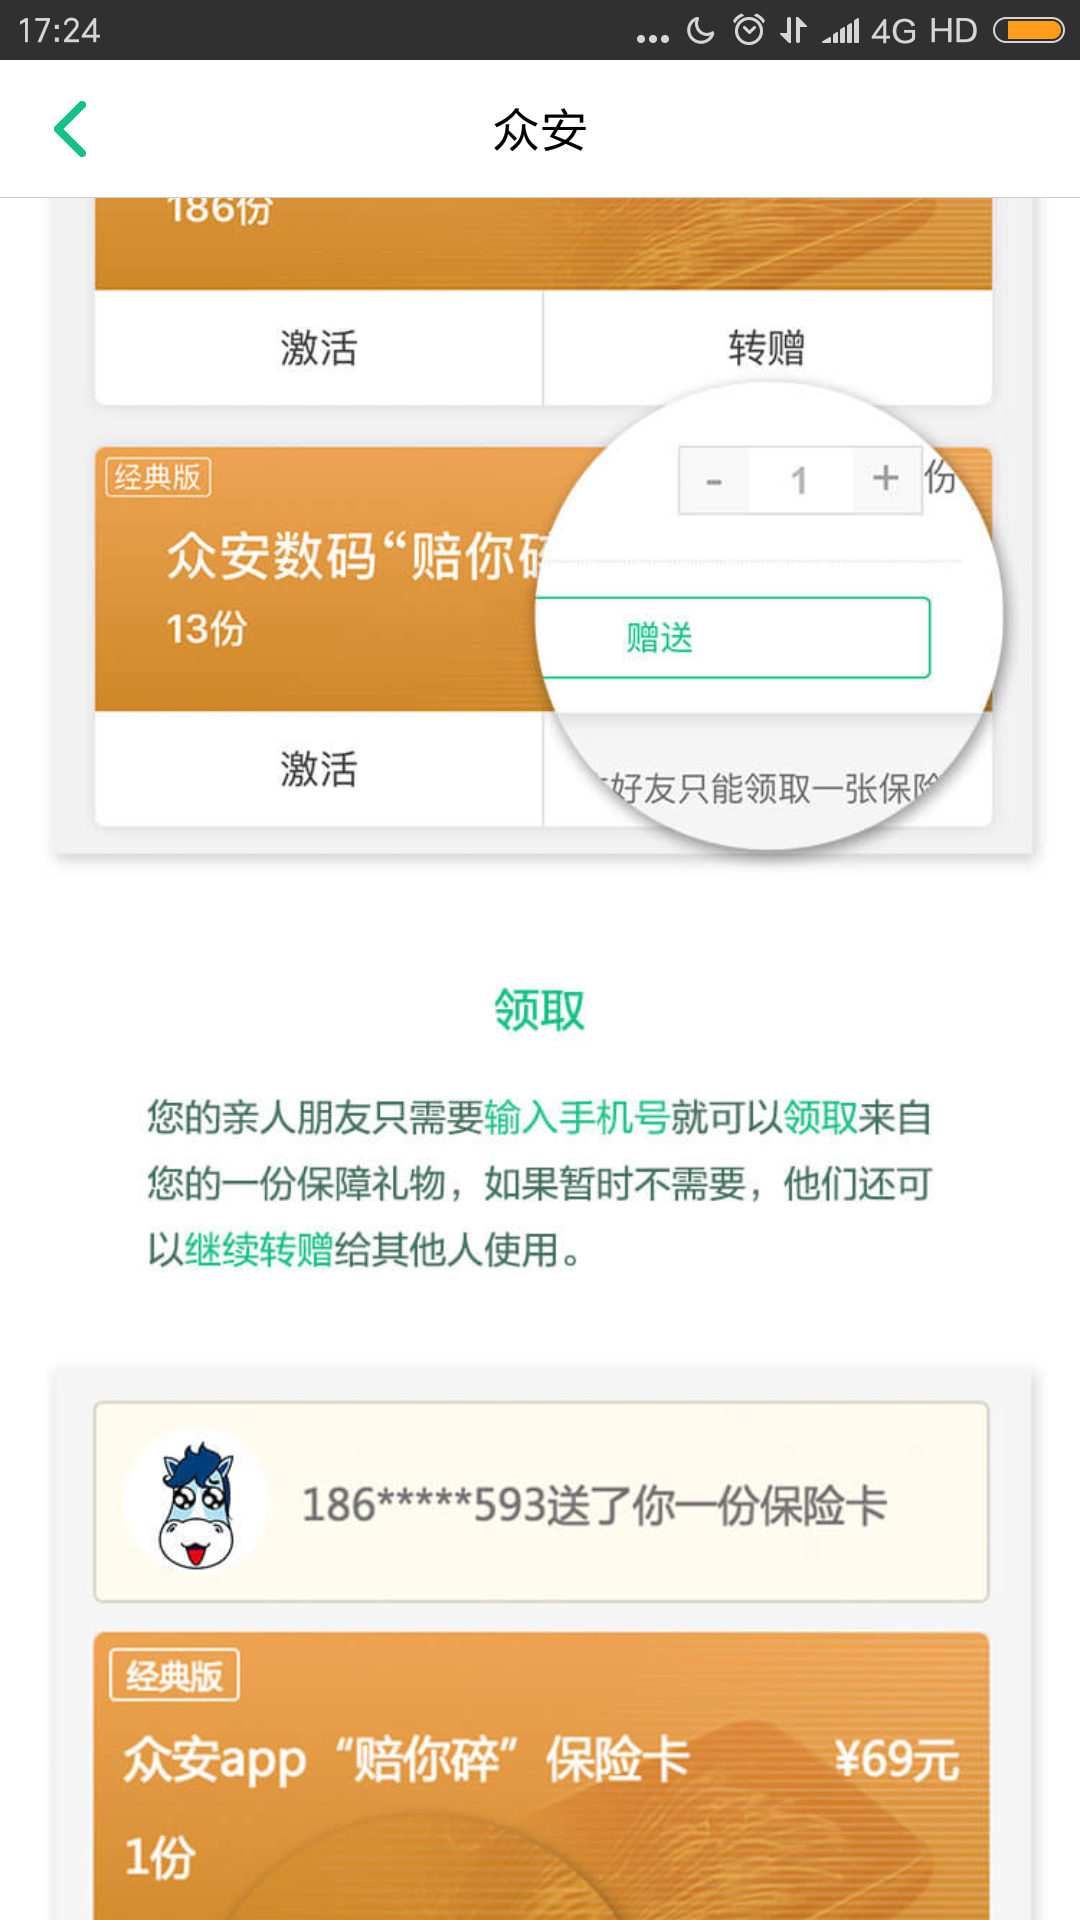 17:24
4G HD
众安
186份
激活
转赠
经典版
众安数码“赔你
13份
- 1 + 份
赠送
激活
好友只能领取一张保险
领取
您的亲人朋友只需要输入手机号就可以领取来自
您的一份保障礼物，如果暂时不需要，他们还可
以继续转赠给其他人使用。
186*****593送了你一份保险卡
经典版
众安app“赔你碎”保险卡
¥69元
1份